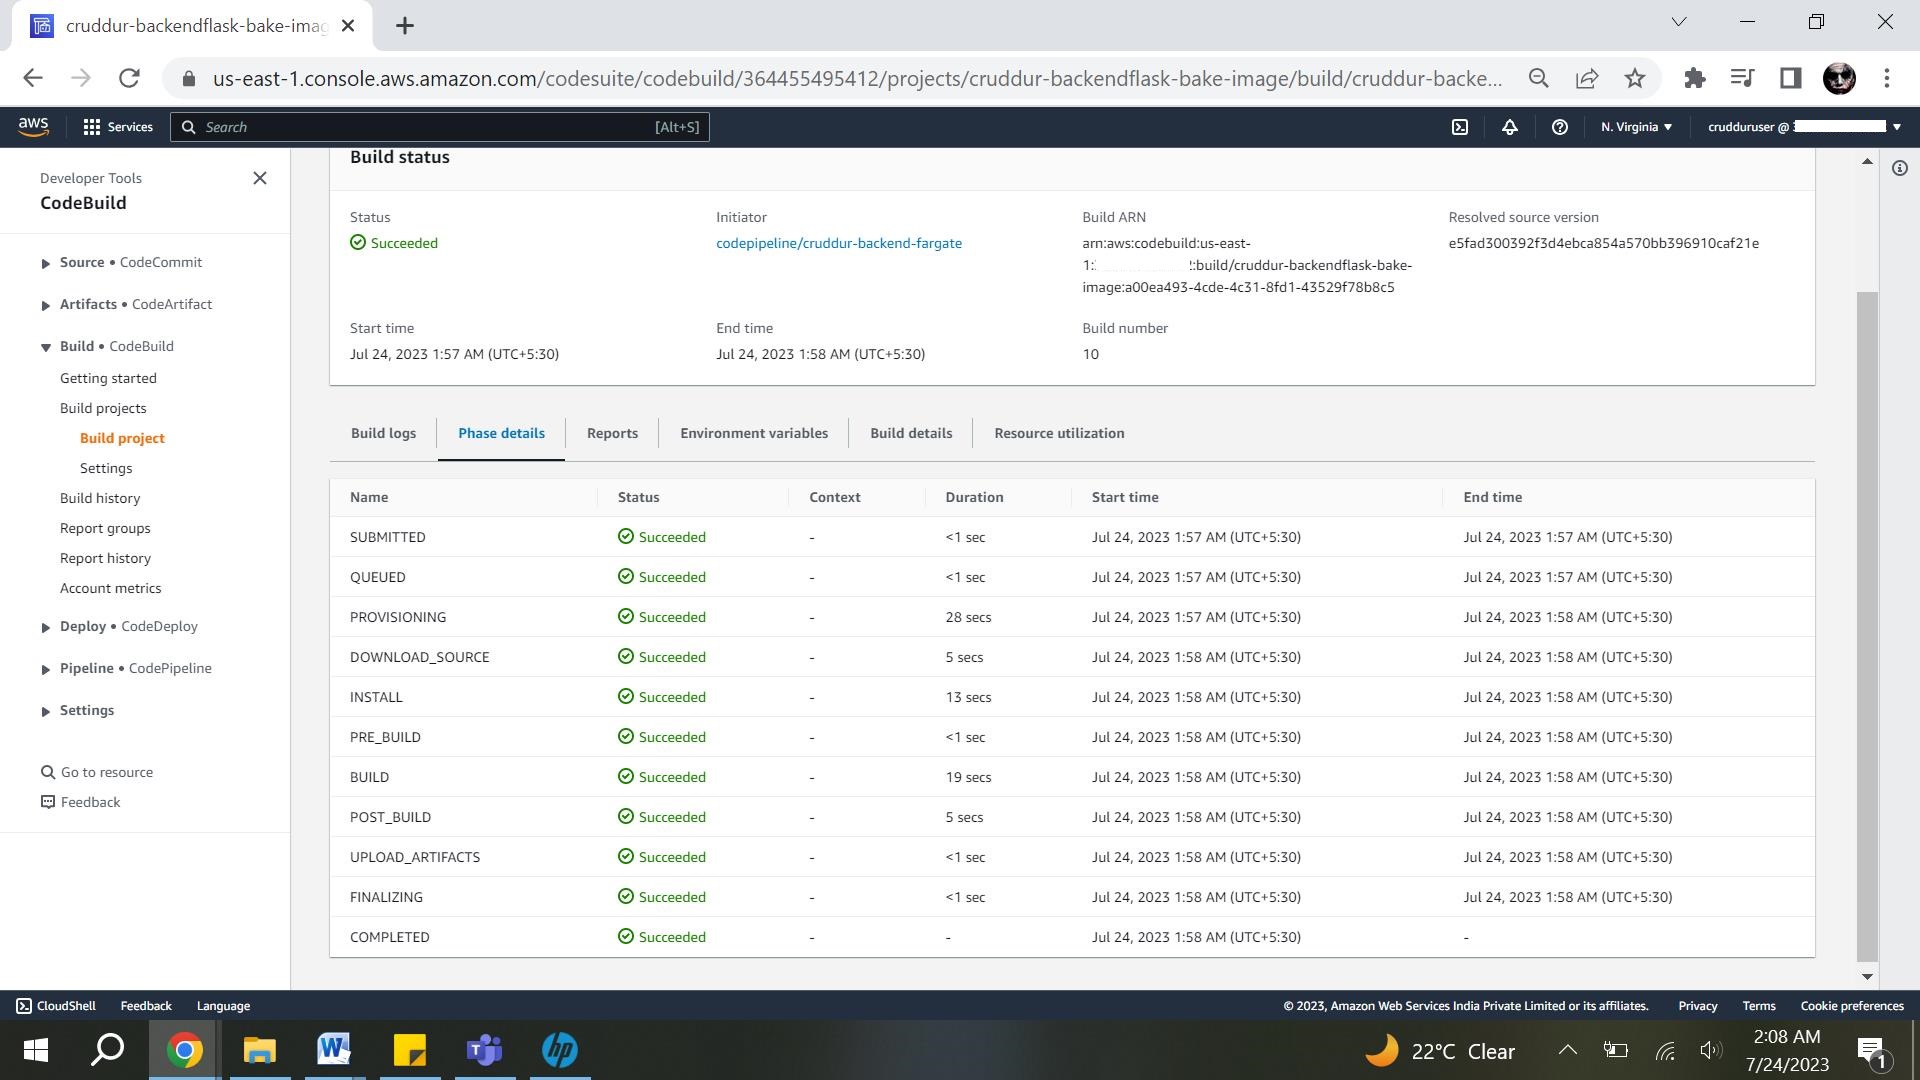 cruddur-backendflask-bake-imag
us-east-1.console.aws.amazon.com/codesuite/codebuild/364455495412/projects/cruddur-backendflask-bake-image/build/cruddur-backe...
aws
Services
Search
[Alt+S]
N. Virginia
crudduruser @
Developer Tools
CodeBuild
Source • CodeCommit
Artifacts • CodeArtifact
Build • CodeBuild
Getting started
Build projects
Build project
Settings
Build history
Report groups
Report history
Account metrics
Deploy • CodeDeploy
Pipeline • CodePipeline
Settings
Go to resource
Feedback
Build status
Status
Succeeded
Initiator
codepipeline/cruddur-backend-fargate
Build ARN
arn:aws:codebuild:us-east-
1: :build/cruddur-backendflask-bake-
image:a00ea493-4cde-4c31-8fd1-43529f78b8c5
Resolved source version
e5fad300392f3d4ebca854a570bb396910caf21e
Start time
Jul 24, 2023 1:57 AM (UTC+5:30)
End time
Jul 24, 2023 1:58 AM (UTC+5:30)
Build number
10
Build logs Phase details Reports Environment variables Build details Resource utilization
Name Status Context Duration Start time End time
SUBMITTED Succeeded - <1 sec Jul 24, 2023 1:57 AM (UTC+5:30) Jul 24, 2023 1:57 AM (UTC+5:30)
QUEUED Succeeded - <1 sec Jul 24, 2023 1:57 AM (UTC+5:30) Jul 24, 2023 1:57 AM (UTC+5:30)
PROVISIONING Succeeded - 28 secs Jul 24, 2023 1:57 AM (UTC+5:30) Jul 24, 2023 1:58 AM (UTC+5:30)
DOWNLOAD_SOURCE Succeeded - 5 secs Jul 24, 2023 1:58 AM (UTC+5:30) Jul 24, 2023 1:58 AM (UTC+5:30)
INSTALL Succeeded - 13 secs Jul 24, 2023 1:58 AM (UTC+5:30) Jul 24, 2023 1:58 AM (UTC+5:30)
PRE_BUILD Succeeded - <1 sec Jul 24, 2023 1:58 AM (UTC+5:30) Jul 24, 2023 1:58 AM (UTC+5:30)
BUILD Succeeded - 19 secs Jul 24, 2023 1:58 AM (UTC+5:30) Jul 24, 2023 1:58 AM (UTC+5:30)
POST_BUILD Succeeded - 5 secs Jul 24, 2023 1:58 AM (UTC+5:30) Jul 24, 2023 1:58 AM (UTC+5:30)
UPLOAD_ARTIFACTS Succeeded - <1 sec Jul 24, 2023 1:58 AM (UTC+5:30) Jul 24, 2023 1:58 AM (UTC+5:30)
FINALIZING Succeeded - <1 sec Jul 24, 2023 1:58 AM (UTC+5:30) Jul 24, 2023 1:58 AM (UTC+5:30)
COMPLETED Succeeded - - Jul 24, 2023 1:58 AM (UTC+5:30) -
CloudShell Feedback Language
© 2023, Amazon Web Services India Private Limited or its affiliates. Privacy Terms Cookie preferences
22°C Clear
2:08 AM
7/24/2023
1